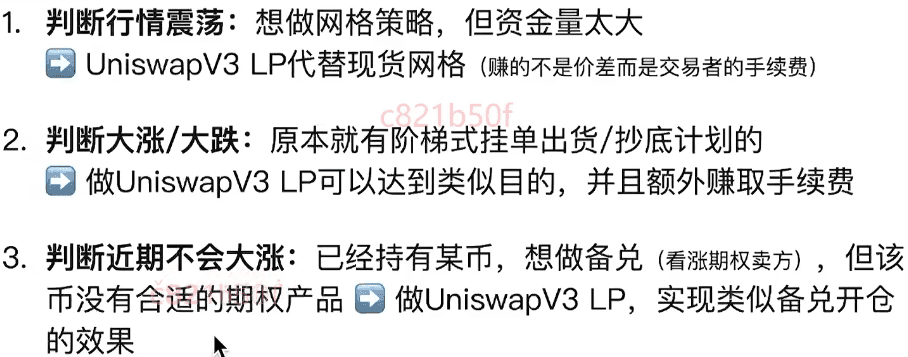 1. 判断行情震荡：想做网格策略，但资金量太大
➡️ UniswapV3 LP代替现货网格（赚的不是价差而是交易者的手续费）
c821b50f
2. 判断大涨/大跌：原本就有阶梯式挂单出货/抄底计划的
➡️ 做UniswapV3 LP可以达到类似目的，并且额外赚取手续费
3. 判断近期不会大涨：已经持有某币，想做备兑（看涨期权卖方），但该
币没有合适的期权产品 ➡️ 做UniswapV3 LP，实现类似备兑开仓
的效果